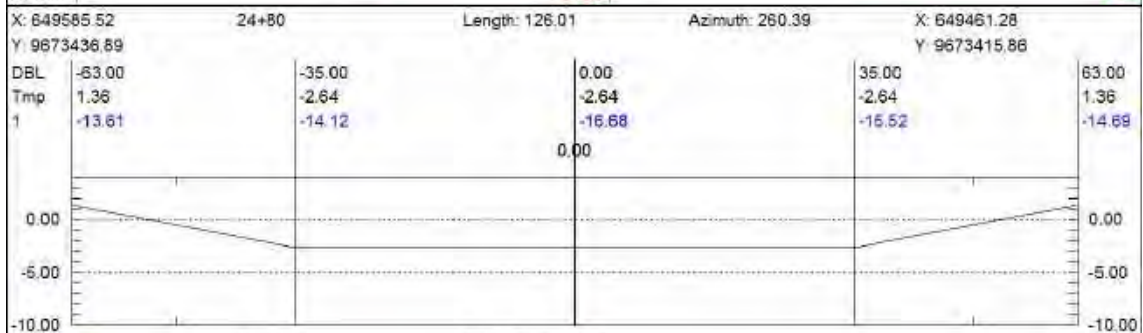 X: 649585.52 24+80 Length: 126.01 Azimuth: 260.39 X: 649461.28
Y: 9673436.89 Y: 9673415.86
DBL -63.00 -35.00 0.00 35.00 63.00
Tmp 1.36 -2.64 -2.64 -2.64 1.36
1 -13.61 -14.12 -16.68 -15.52 -14.69
0.00
0.00 0.00
-5.00 -5.00
-10.00 -10.00